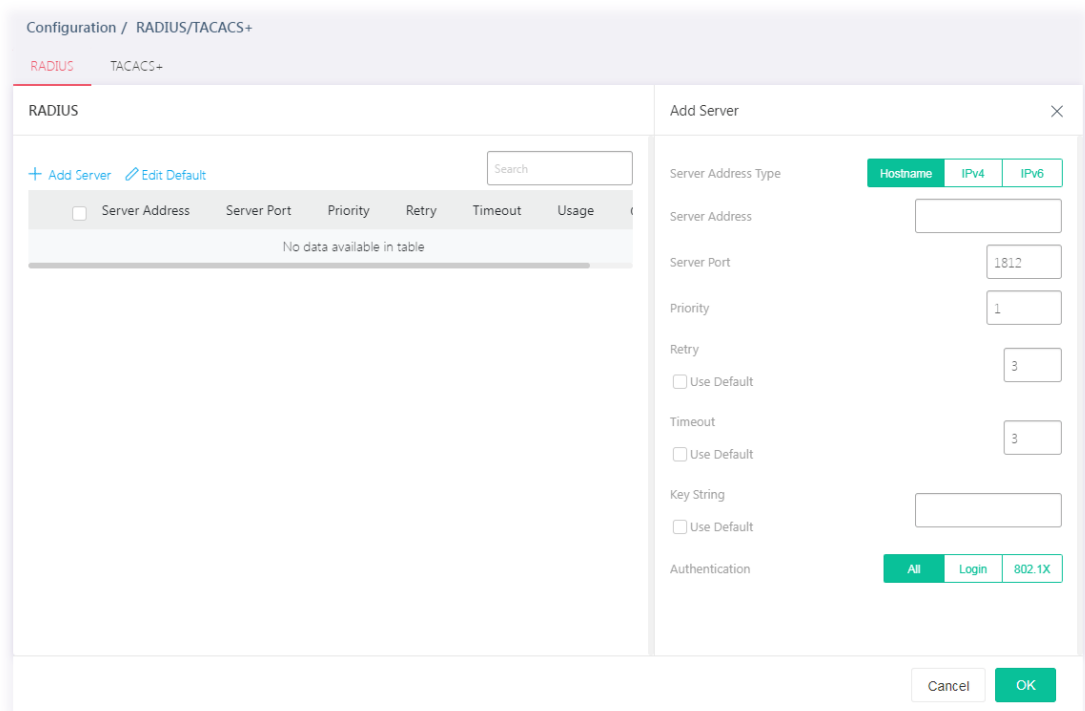 Configuration / RADIUS/TACACS+
RADIUS TACACS+
RADIUS
+ Add Server Edit Default
Search
Server Address Server Port Priority Retry Timeout Usage
No data available in table
Add Server
Server Address Type Hostname IPv4 IPv6
Server Address
Server Port 1812
Priority 1
Retry 3
Use Default
Timeout 3
Use Default
Key String
Use Default
Authentication All Login 802.1X
Cancel OK